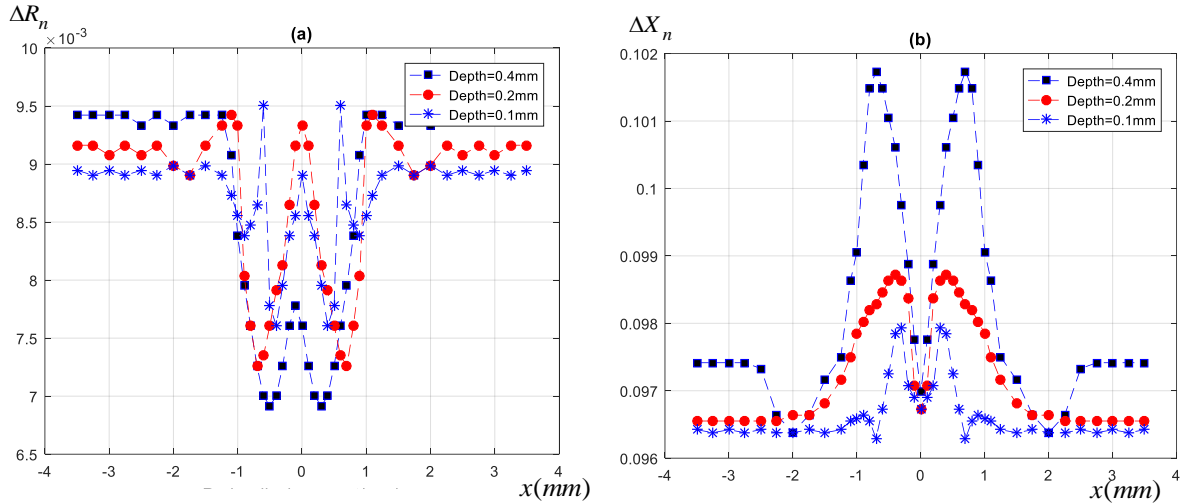 ΔR_n
×10^-3
(a)
10
9.5
9
8.5
8
7.5
7
6.5
-4 -3 -2 -1 0 1 2 3 4
Depth=0.4mm
Depth=0.2mm
Depth=0.1mm
x(mm)
ΔX_n
(b)
0.102
0.101
0.1
0.099
0.098
0.097
0.096
-4 -3 -2 -1 0 1 2 3 4
Depth=0.4mm
Depth=0.2mm
Depth=0.1mm
x(mm)